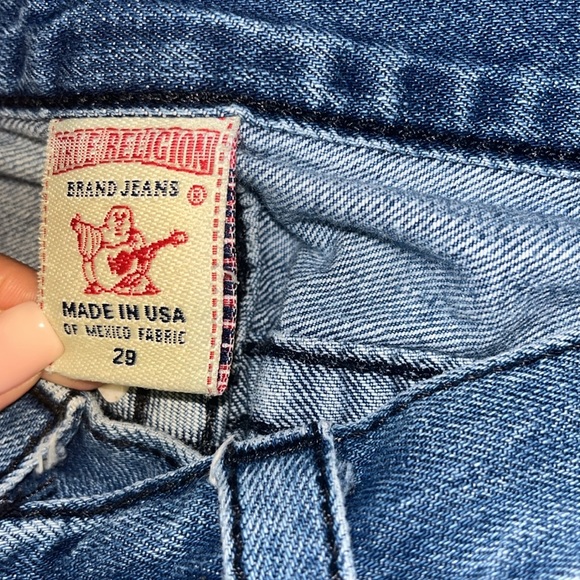 TRUE RELIGION
BRAND JEANS ®
MADE IN USA
OF MEXICO FABRIC
29